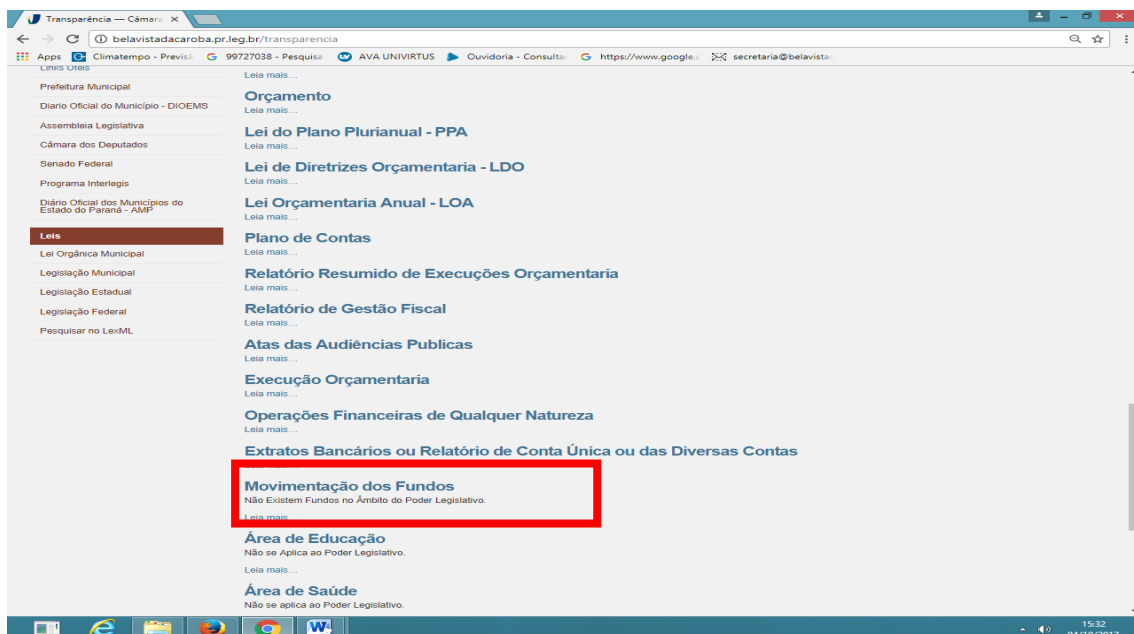 Transparência — Câmara
belavistadacaroba.pr.leg.br/transparencia
Apps Climatempo - Previsã 99727038 - Pesquisa AVA UNIVIRTUS Ouvidoria - Consulta https://www.google.c secretaria@belavista
Links Úteis
Prefeitura Municipal
Diario Oficial do Município - DIOEMS
Assembleia Legislativa
Câmara dos Deputados
Senado Federal
Programa Interlegis
Diário Oficial dos Municípios do
Estado do Paraná - AMP
Leis
Lei Orgânica Municipal
Legislação Municipal
Legislação Estadual
Legislação Federal
Pesquisar no LexML
Leia mais…
Orçamento
Leia mais…
Lei do Plano Plurianual - PPA
Leia mais…
Lei de Diretrizes Orçamentaria - LDO
Leia mais…
Lei Orçamentaria Anual - LOA
Leia mais…
Plano de Contas
Leia mais…
Relatório Resumido de Execuções Orçamentaria
Leia mais…
Relatório de Gestão Fiscal
Leia mais…
Atas das Audiências Publicas
Leia mais…
Execução Orçamentaria
Leia mais…
Operações Financeiras de Qualquer Natureza
Leia mais…
Extratos Bancários ou Relatório de Conta Única ou das Diversas Contas
Movimentação dos Fundos
Não Existem Fundos no Âmbito do Poder Legislativo.
Leia mais…
Área de Educação
Não se Aplica ao Poder Legislativo.
Leia mais…
Área de Saúde
Não se aplica ao Poder Legislativo.
15:32
04/10/2017